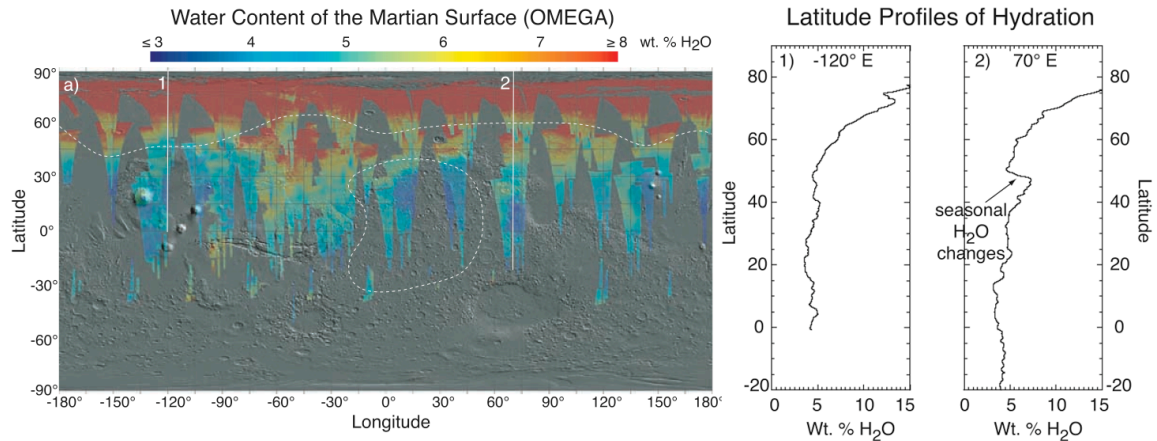 Water Content of the Martian Surface (OMEGA)
≤ 3 4 5 6 7 ≥ 8 wt. % H₂O
a) 1 2
90°
60°
30°
0°
-30°
-60°
-90°
Latitude
-180° -150° -120° -90° -60° -30° 0° 30° 60° 90° 120° 150° 180°
Longitude
Latitude Profiles of Hydration
1) -120° E
80
60
40
20
0
-20
Latitude
0 5 10 15
Wt. % H₂O
2) 70° E
seasonal
H₂O
changes
80
60
40
20
0
-20
Latitude
0 5 10 15
Wt. % H₂O